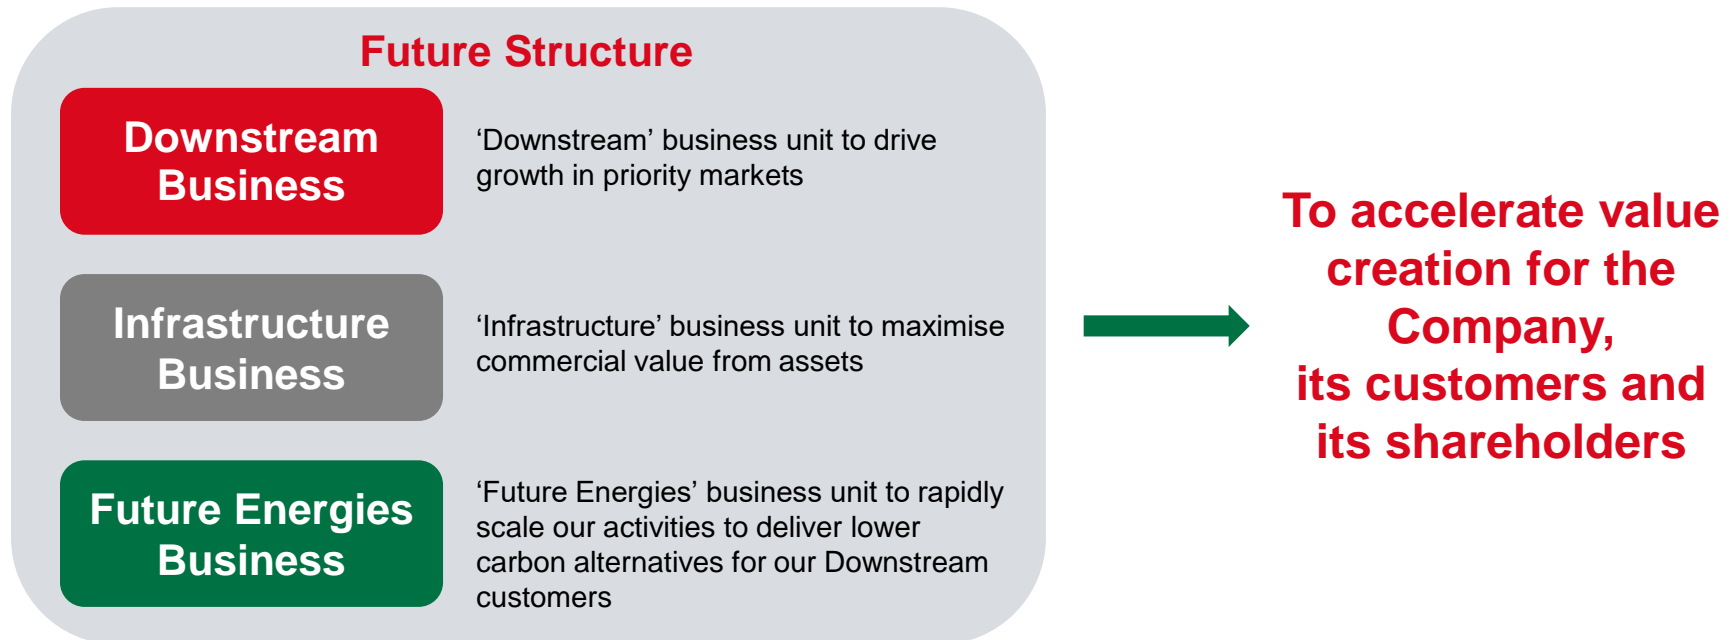 Future Structure
Downstream
Business
‘Downstream’ business unit to drive
growth in priority markets
Infrastructure
Business
‘Infrastructure’ business unit to maximise
commercial value from assets
Future Energies
Business
‘Future Energies’ business unit to rapidly
scale our activities to deliver lower
carbon alternatives for our Downstream
customers
To accelerate value
creation for the
Company,
its customers and
its shareholders